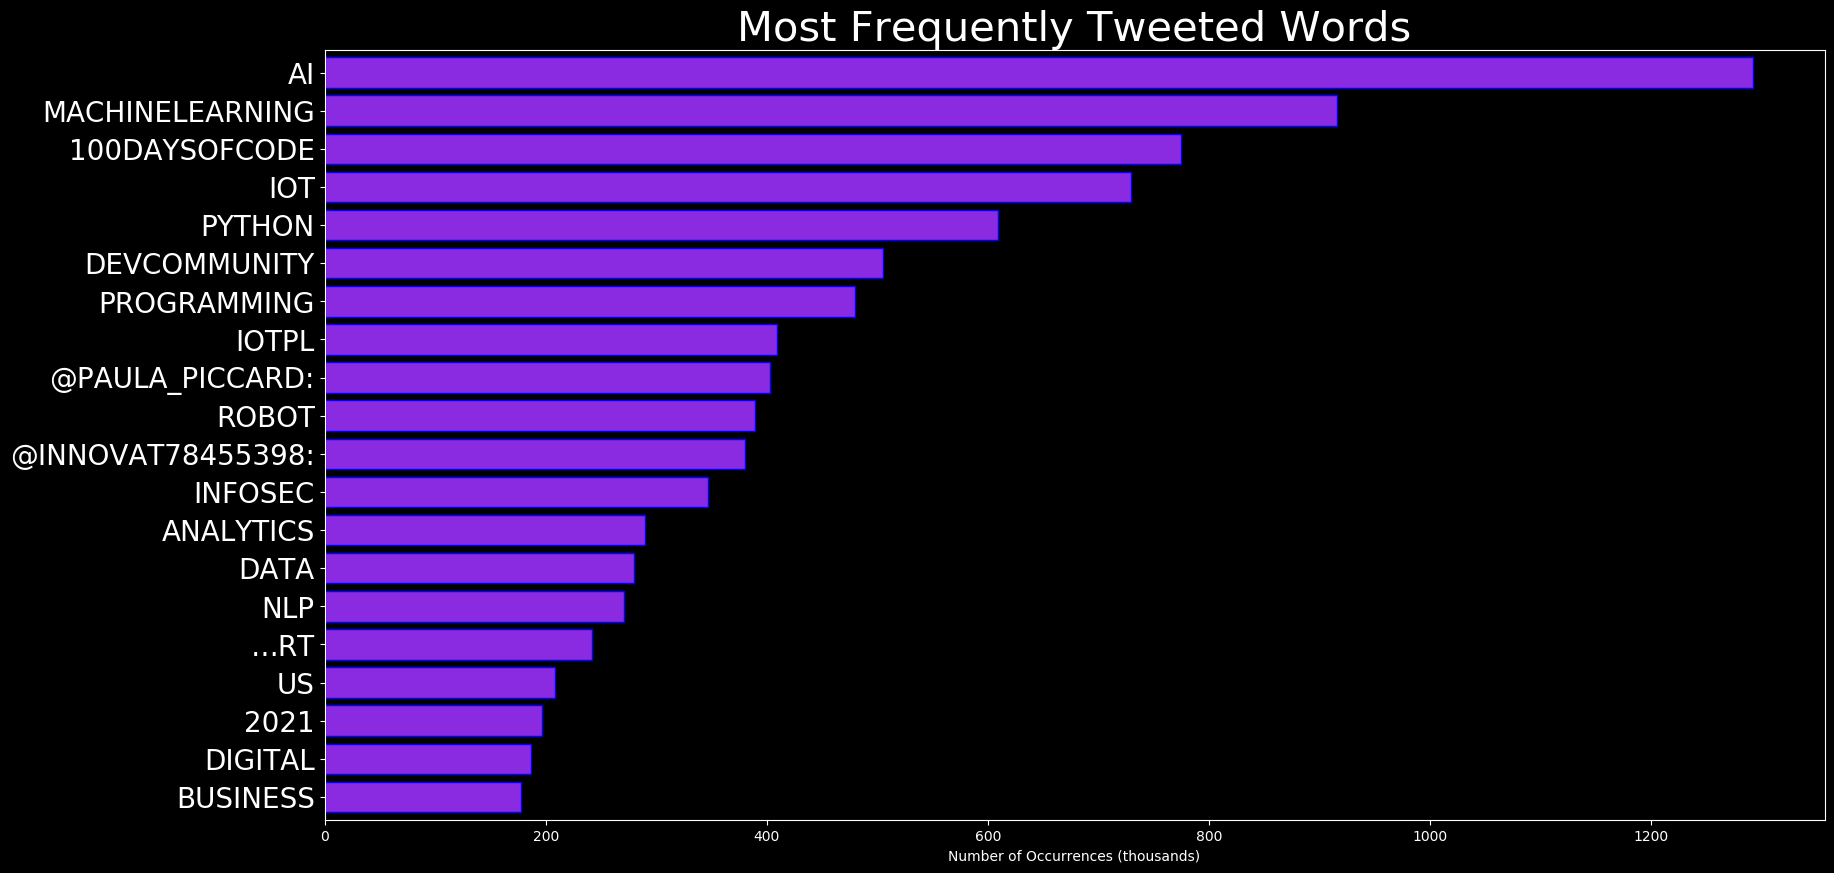 Most Frequently Tweeted Words
AI
MACHINELEARNING
100DAYSOFCODE
IOT
PYTHON
DEVCOMMUNITY
PROGRAMMING
IOTPL
@PAULA_PICCARD:
ROBOT
@INNOVAT78455398:
INFOSEC
ANALYTICS
DATA
NLP
...RT
US
2021
DIGITAL
BUSINESS
0 200 400 600 800 1000 1200
Number of Occurrences (thousands)